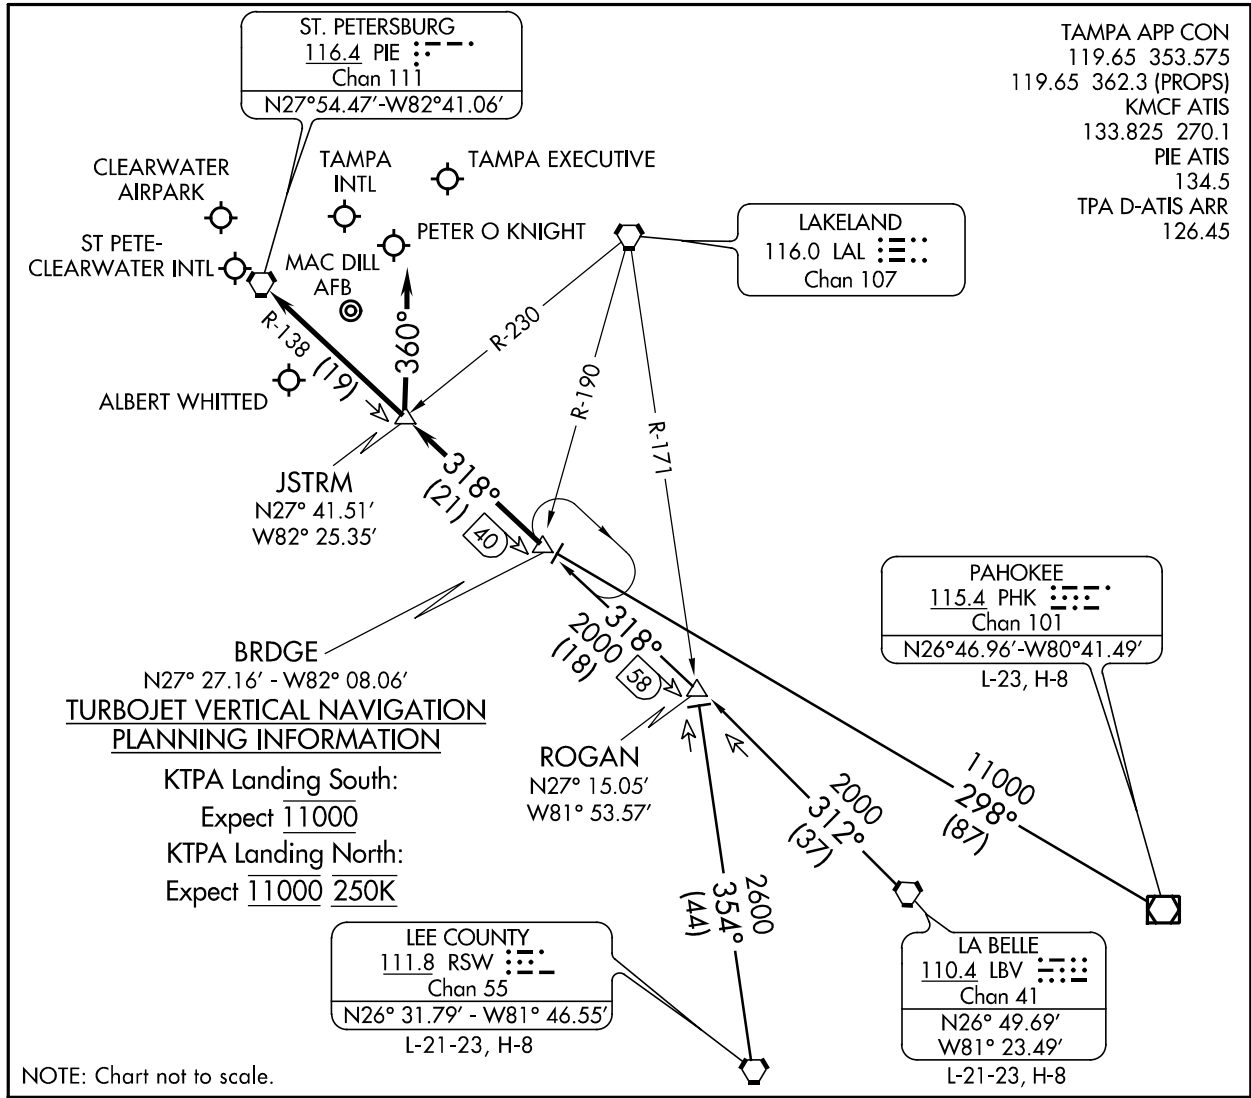 ST. PETERSBURG
116.4 PIE
Chan 111
N27°54.47′-W82°41.06′
TAMPA APP CON
119.65 353.575
119.65 362.3 (PROPS)
KMCF ATIS
133.825 270.1
PIE ATIS
134.5
TPA D-ATIS ARR
126.45
CLEARWATER
AIRPARK
TAMPA
INTL
TAMPA EXECUTIVE
ST PETE-
CLEARWATER INTL
MAC DILL
AFB
PETER O KNIGHT
LAKELAND
116.0 LAL
Chan 107
R-138
(19)
360°
R-230
R-190
R-171
ALBERT WHITTED
JSTRM
N27° 41.51′
W82° 25.35′
318°
(21)
40
BRDGE
N27° 27.16′ - W82° 08.06′
318°
2000
(18)
58
PAHOKEE
115.4 PHK
Chan 101
N26°46.96′-W80°41.49′
L-23, H-8
TURBOJET VERTICAL NAVIGATION
PLANNING INFORMATION
KTPA Landing South:
Expect 11000
KTPA Landing North:
Expect 11000 250K
ROGAN
N27° 15.05′
W81° 53.57′
2000
312°
(37)
11000
298°
(87)
2600
354°
(44)
LEE COUNTY
111.8 RSW
Chan 55
N26° 31.79′ - W81° 46.55′
L-21-23, H-8
LA BELLE
110.4 LBV
Chan 41
N26° 49.69′
W81° 23.49′
L-21-23, H-8
NOTE: Chart not to scale.